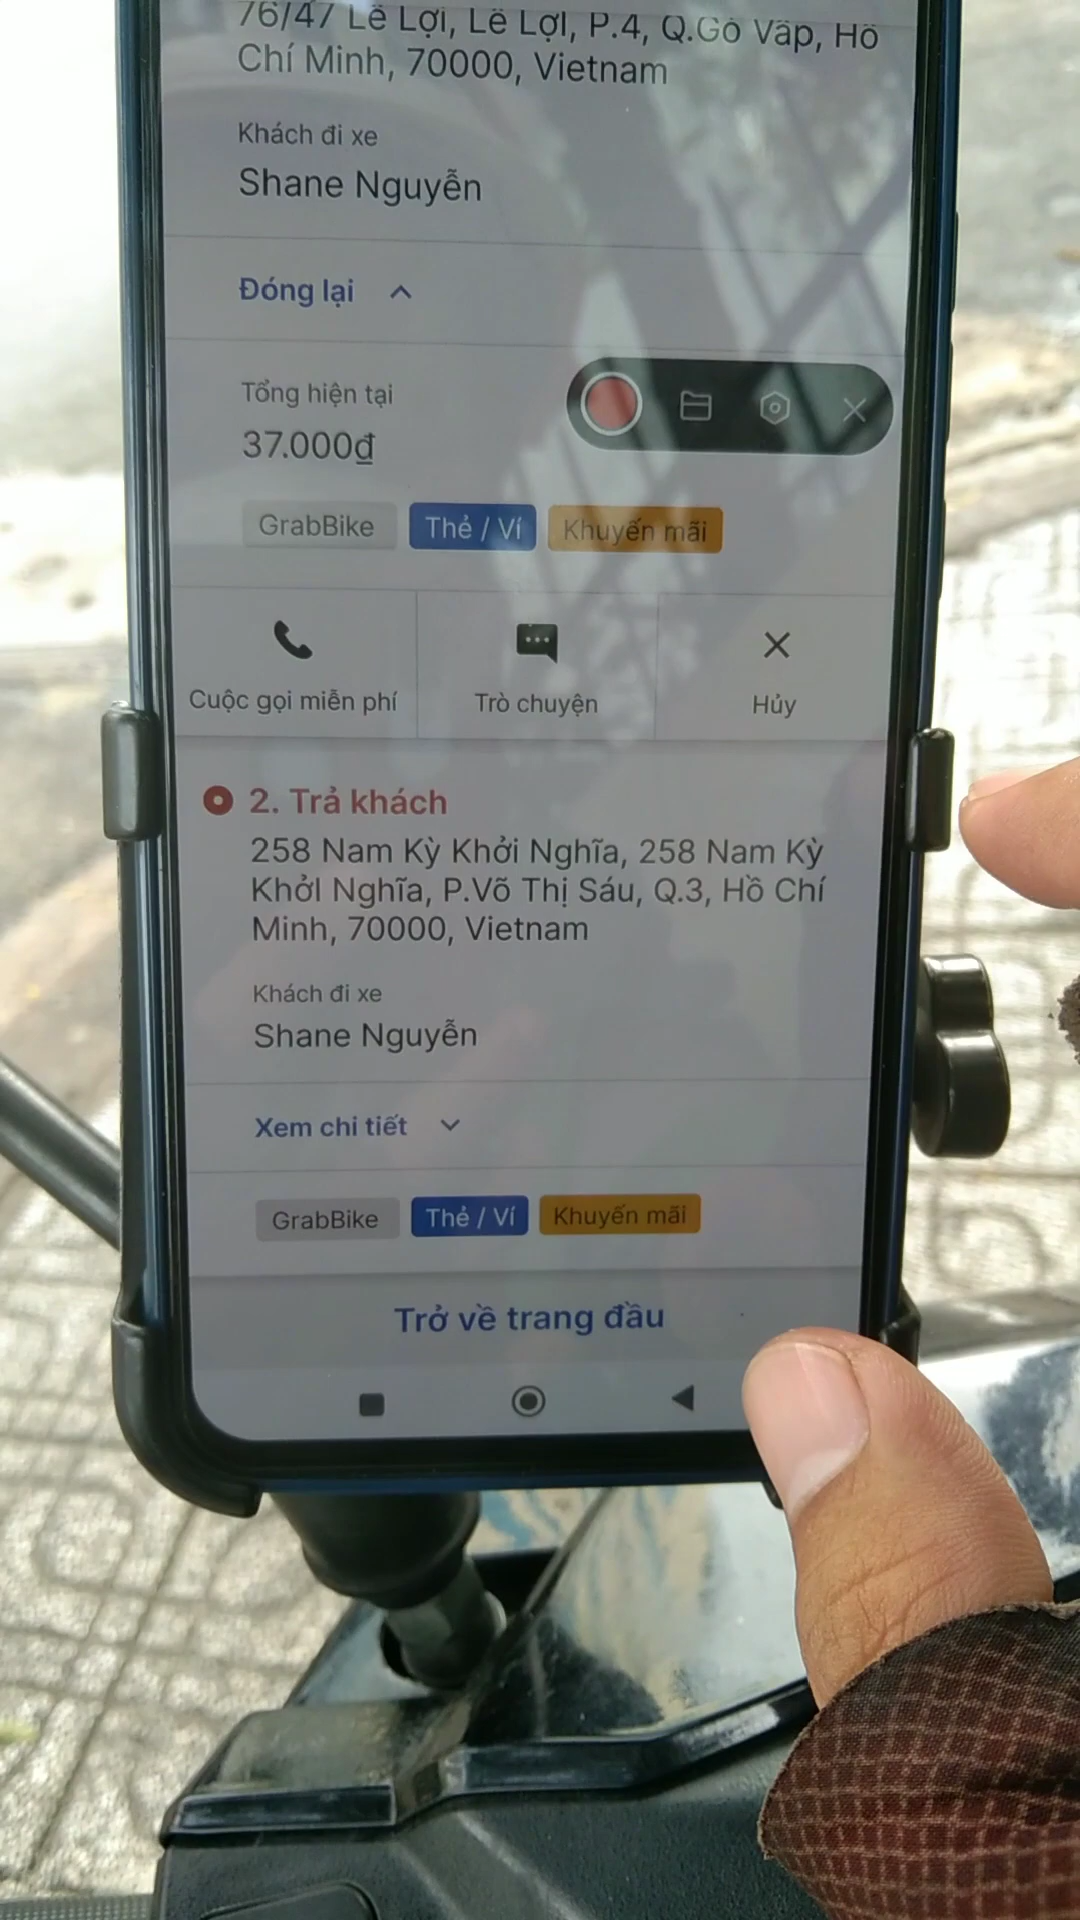 76/47 Lê Lợi, Lê LợI, P.4, Q.Gò Vấp, Hồ
Chí Minh, 70000, Vietnam
Khách đi xe
Shane Nguyễn
Đóng lại
Tổng hiện tại
37.000₫
GrabBike Thẻ / Ví Khuyến mãi
Cuộc gọi miễn phí Trò chuyện Hủy
2. Trả khách
258 Nam Kỳ Khởi Nghĩa, 258 Nam Kỳ
KhởI Nghĩa, P.Võ Thị Sáu, Q.3, Hồ Chí
Minh, 70000, Vietnam
Khách đi xe
Shane Nguyễn
Xem chi tiết
GrabBike Thẻ / Ví Khuyến mãi
Trở về trang đầu